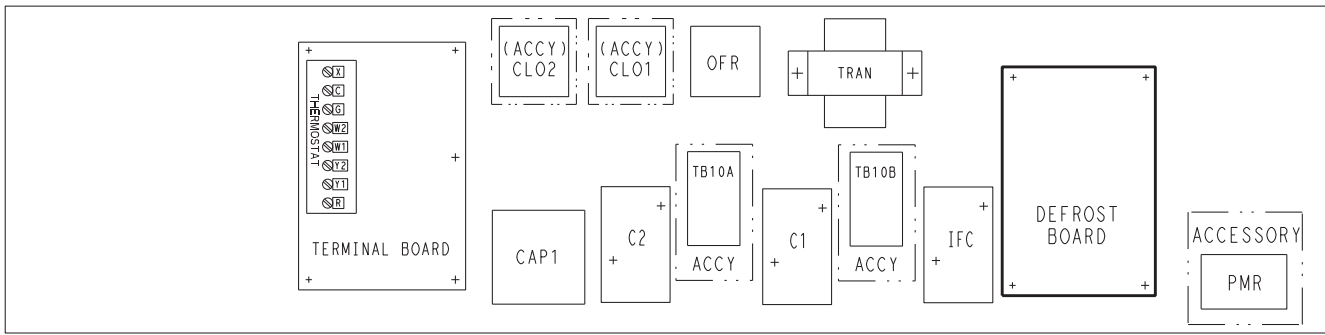 THERMOSTAT
X
C
G
W2
W1
Y2
Y1
R
TERMINAL BOARD
(ACCY)
CLO2
(ACCY)
CLO1
OFR
TRAN
CAP1
C2
TB10A
ACCY
C1
TB10B
ACCY
IFC
DEFROST
BOARD
ACCESSORY
PMR